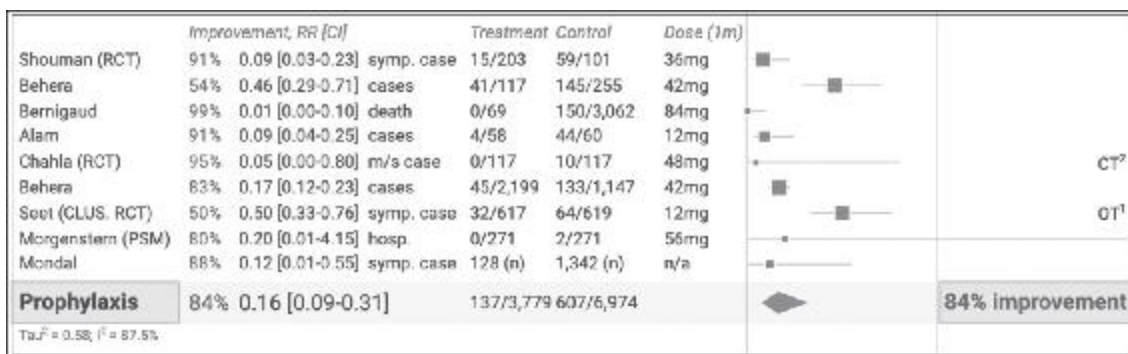 Improvement, RR [CI] Treatment Control Dose (1m)
Shouman (RCT) 91% 0.09 [0.03-0.23] symp. case 15/203 59/101 36mg
Behera 54% 0.46 [0.29-0.71] cases 41/117 145/255 42mg
Bernigaud 99% 0.01 [0.00-0.10] death 0/69 150/3,062 84mg
Alam 91% 0.09 [0.04-0.25] cases 4/58 44/60 12mg
Chahla (RCT) 95% 0.05 [0.00-0.80] m/s case 0/117 10/117 48mg CT²
Behera 83% 0.17 [0.12-0.23] cases 45/2,199 133/1,147 42mg
Seet (CLUS. RCT) 50% 0.50 [0.33-0.76] symp. case 32/617 64/619 12mg OT¹
Morgenstern (PSM) 80% 0.20 [0.01-4.15] hosp. 0/271 2/271 56mg
Mondal 88% 0.12 [0.01-0.55] symp. case 128 (n) 1,342 (n) n/a
Prophylaxis 84% 0.16 [0.09-0.31] 137/3,779 607/6,974 84% improvement
Tau² = 0.58; I² = 87.5%